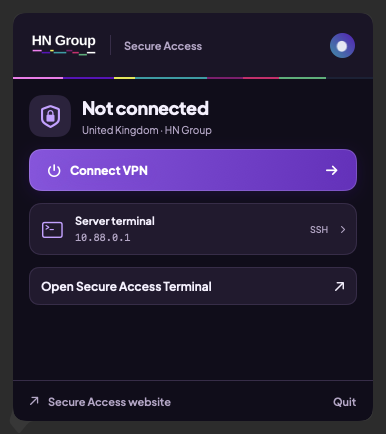 HN Group
Secure Access
Not connected
United Kingdom · HN Group
Connect VPN
Server terminal
10.88.0.1
SSH
Open Secure Access Terminal
Secure Access website
Quit